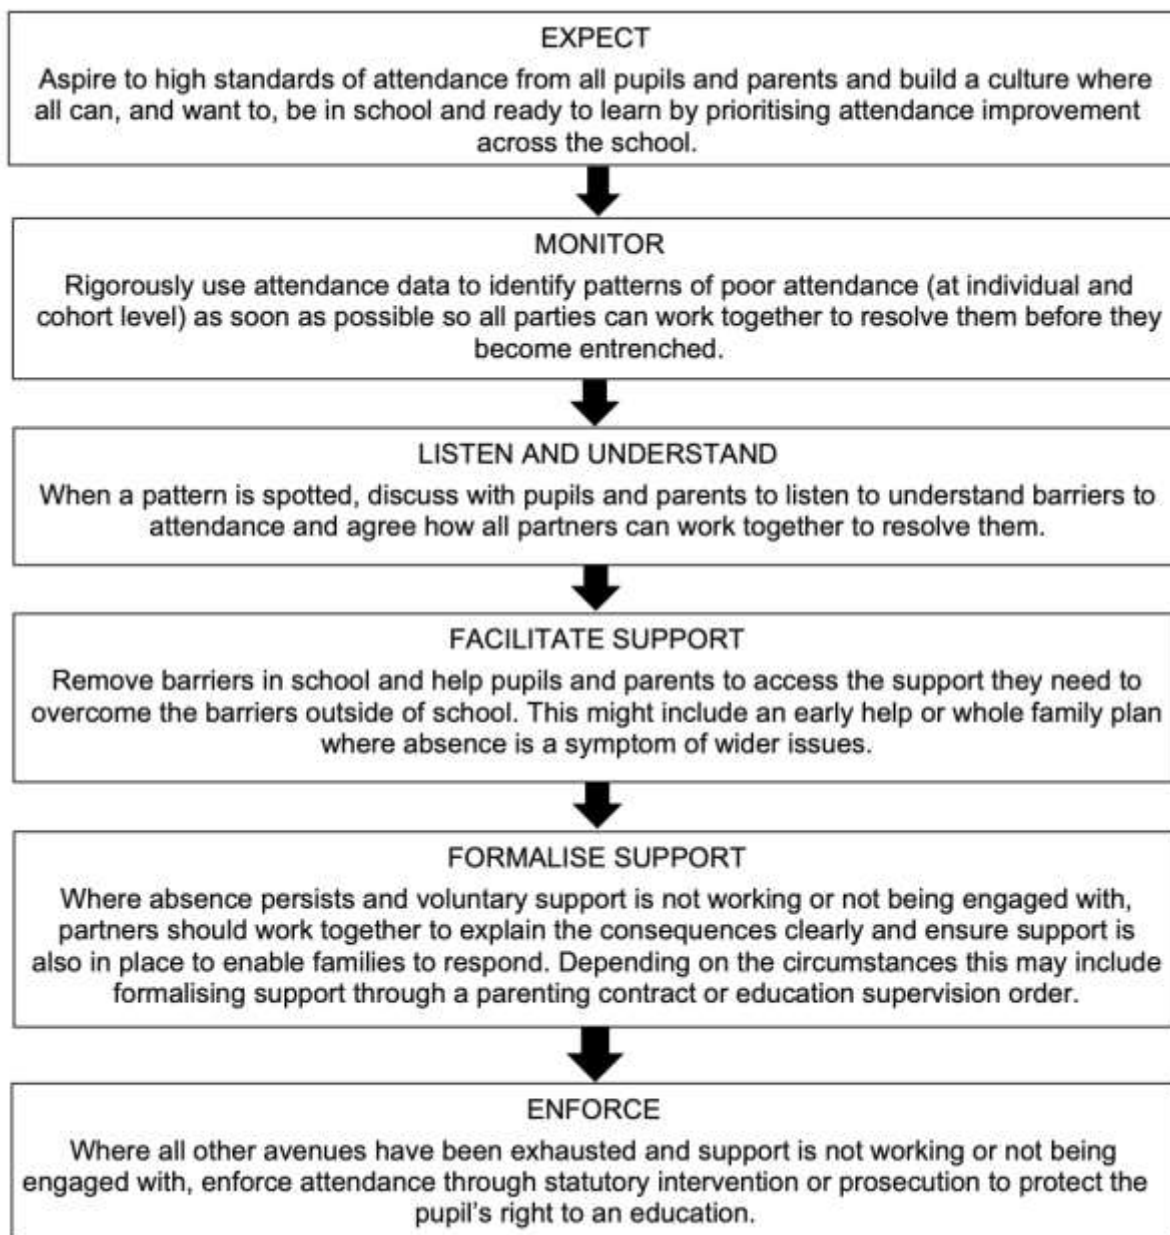 EXPECT
Aspire to high standards of attendance from all pupils and parents and build a culture where
all can, and want to, be in school and ready to learn by prioritising attendance improvement
across the school.
MONITOR
Rigorously use attendance data to identify patterns of poor attendance (at individual and
cohort level) as soon as possible so all parties can work together to resolve them before they
become entrenched.
LISTEN AND UNDERSTAND
When a pattern is spotted, discuss with pupils and parents to listen to understand barriers to
attendance and agree how all partners can work together to resolve them.
FACILITATE SUPPORT
Remove barriers in school and help pupils and parents to access the support they need to
overcome the barriers outside of school. This might include an early help or whole family plan
where absence is a symptom of wider issues.
FORMALISE SUPPORT
Where absence persists and voluntary support is not working or not being engaged with,
partners should work together to explain the consequences clearly and ensure support is
also in place to enable families to respond. Depending on the circumstances this may include
formalising support through a parenting contract or education supervision order.
ENFORCE
Where all other avenues have been exhausted and support is not working or not being
engaged with, enforce attendance through statutory intervention or prosecution to protect the
pupil's right to an education.